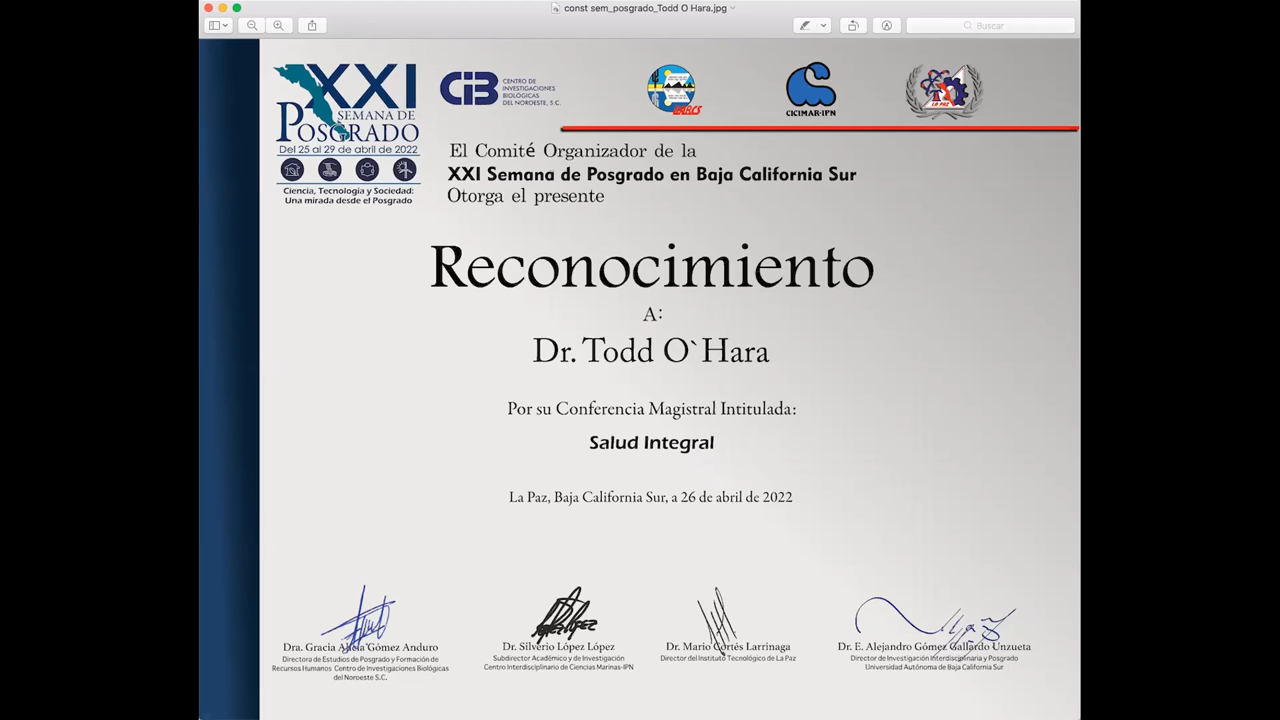 const sem_posgrado_Todd O Hara.jpg
Buscar
XXI
SEMANA DE
POSGRADO
Del 25 al 29 de abril de 2022
Ciencia, Tecnología y Sociedad:
Una mirada desde el Posgrado
CIB
CENTRO DE
INVESTIGACIONES
BIOLÓGICAS
DEL NOROESTE, S.C.
CICIMAR-IPN
LA PAZ
El Comité Organizador de la
XXI Semana de Posgrado en Baja California Sur
Otorga el presente
Reconocimiento
A:
Dr. Todd O`Hara
Por su Conferencia Magistral Intitulada:
Salud Integral
La Paz, Baja California Sur, a 26 de abril de 2022
Dra. Gracia Alicia Gómez Anduro
Directora de Estudios de Posgrado y Formación de
Recursos Humanos Centro de Investigaciones Biológicas
del Noroeste S.C.
Dr. Silverio López López
Subdirector Académico y de Investigación
Centro Interdisciplinario de Ciencias Marinas-IPN
Dr. Mario Cortés Larrinaga
Director del Instituto Tecnológico de La Paz
Dr. E. Alejandro Gómez Gallardo Unzueta
Director de Investigación Interdisciplinaria y Posgrado
Universidad Autónoma de Baja California Sur